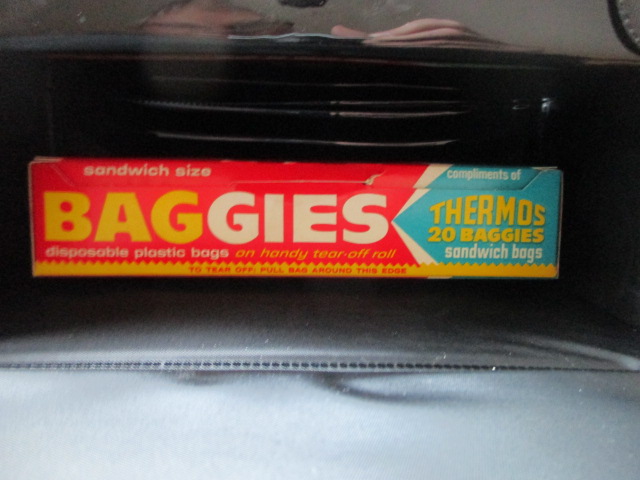 sandwich size
BAGGIES
disposable plastic bags on handy tear-off roll
TO TEAR OFF: PULL BAG AROUND THIS EDGE
compliments of
THERMOS
20 BAGGIES
sandwich bags